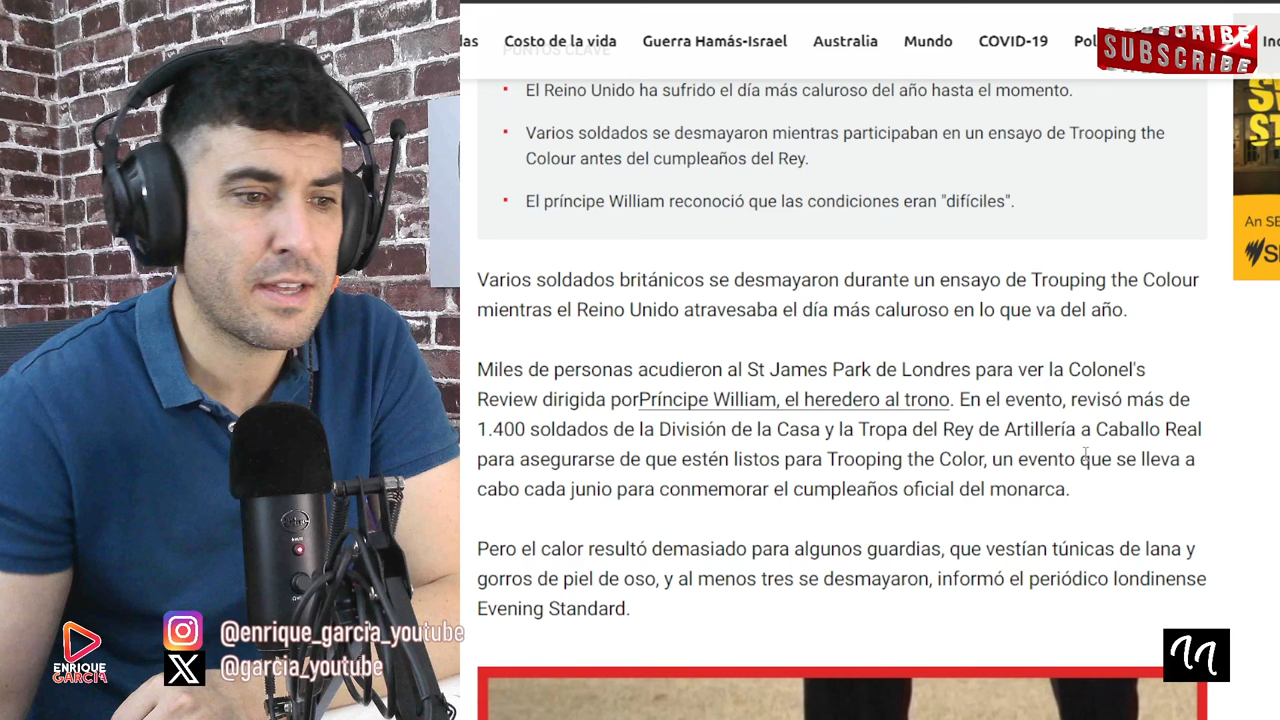 das
Costo de la vida
Guerra Hamás-Israel
Australia
Mundo
COVID-19
SUBSCRIBE
SUBSCRIBE
PUNTOS CLAVE
El Reino Unido ha sufrido el día más caluroso del año hasta el momento.
Varios soldados se desmayaron mientras participaban en un ensayo de Trooping the
Colour antes del cumpleaños del Rey.
El príncipe William reconoció que las condiciones eran "difíciles".
An SB
Varios soldados británicos se desmayaron durante un ensayo de Trouping the Colour
mientras el Reino Unido atravesaba el día más caluroso en lo que va del año.
Miles de personas acudieron al St James Park de Londres para ver la Colonel's
Review dirigida porPríncipe William, el heredero al trono. En el evento, revisó más de
1.400 soldados de la División de la Casa y la Tropa del Rey de Artillería a Caballo Real
para asegurarse de que estén listos para Trooping the Color, un evento que se lleva a
cabo cada junio para conmemorar el cumpleaños oficial del monarca.
Pero el calor resultó demasiado para algunos guardias, que vestían túnicas de lana y
gorros de piel de oso, y al menos tres se desmayaron, informó el periódico londinense
Evening Standard.
ENRIQUE
GARCIA
@enrique_garcia_youtube
@garcia_youtube